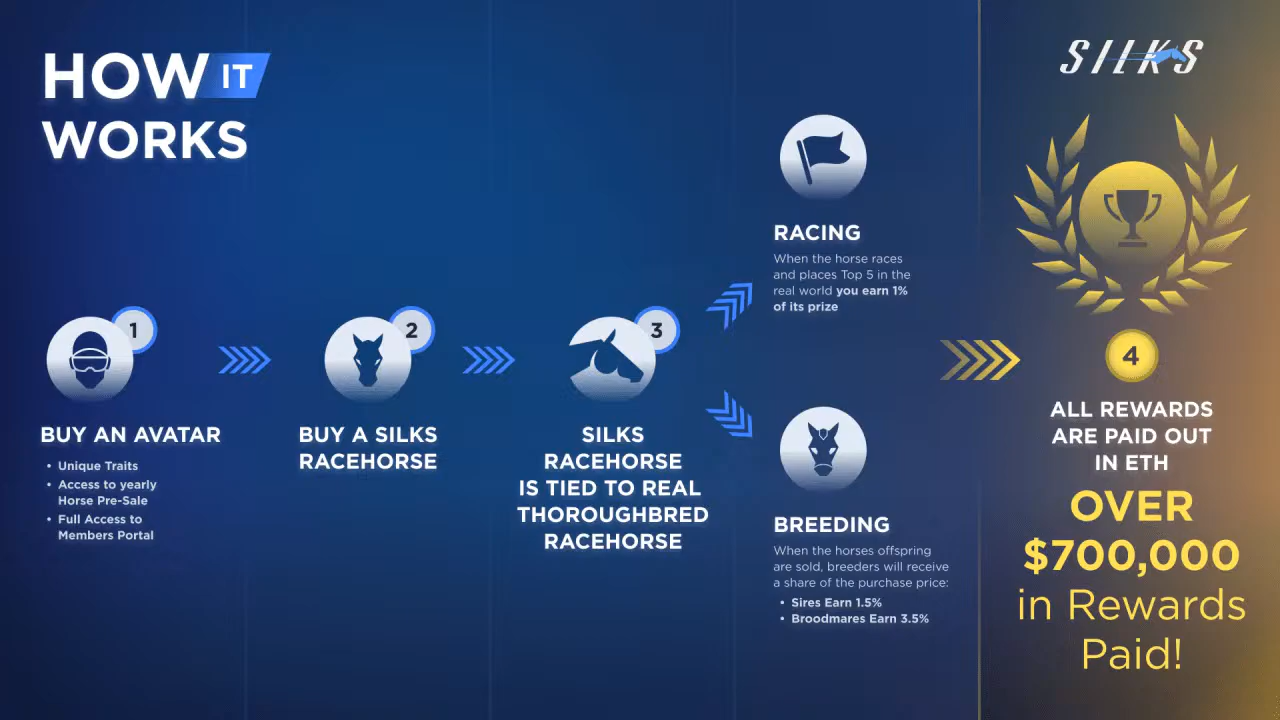 HOW IT
WORKS
SILKS
1
BUY AN AVATAR
• Unique Traits
• Access to yearly
Horse Pre-Sale
• Full Access to
Members Portal
2
BUY A SILKS
RACEHORSE
3
SILKS
RACEHORSE
IS TIED TO REAL
THOROUGHBRED
RACEHORSE
RACING
When the horse races
and places Top 5 in the
real world you earn 1%
of its prize
BREEDING
When the horses offspring
are sold, breeders will receive
a share of the purchase price:
• Sires Earn 1.5%
• Broodmares Earn 3.5%
4
ALL REWARDS
ARE PAID OUT
IN ETH
OVER
$700,000
in Rewards
Paid!